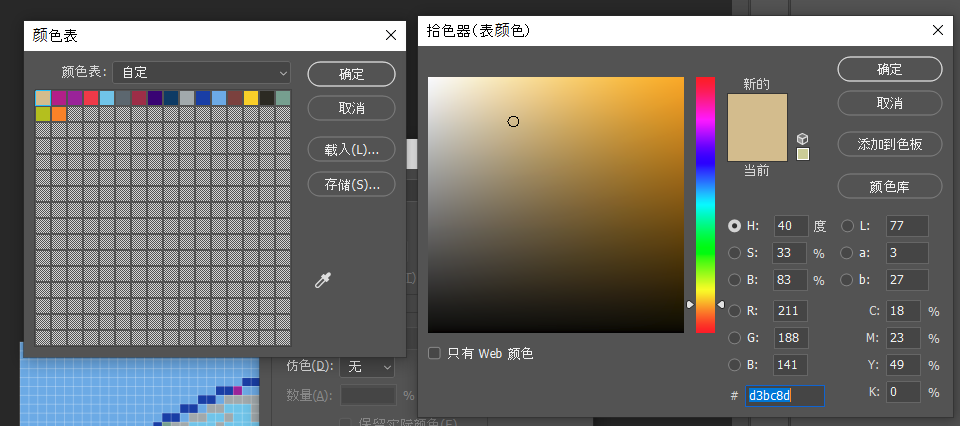 颜色表
颜色表: 自定
确定
取消
载入(L)...
存储(S)...
仿色(D): 无
数量(A): %
保留实际颜色(E)
拾色器(表颜色)
新的
当前
确定
取消
添加到色板
颜色库
H: 40 度
S: 33 %
B: 83 %
R: 211
G: 188
B: 141
# d3bc8d
L: 77
a: 3
b: 27
C: 18 %
M: 23 %
Y: 49 %
K: 0 %
只有 Web 颜色